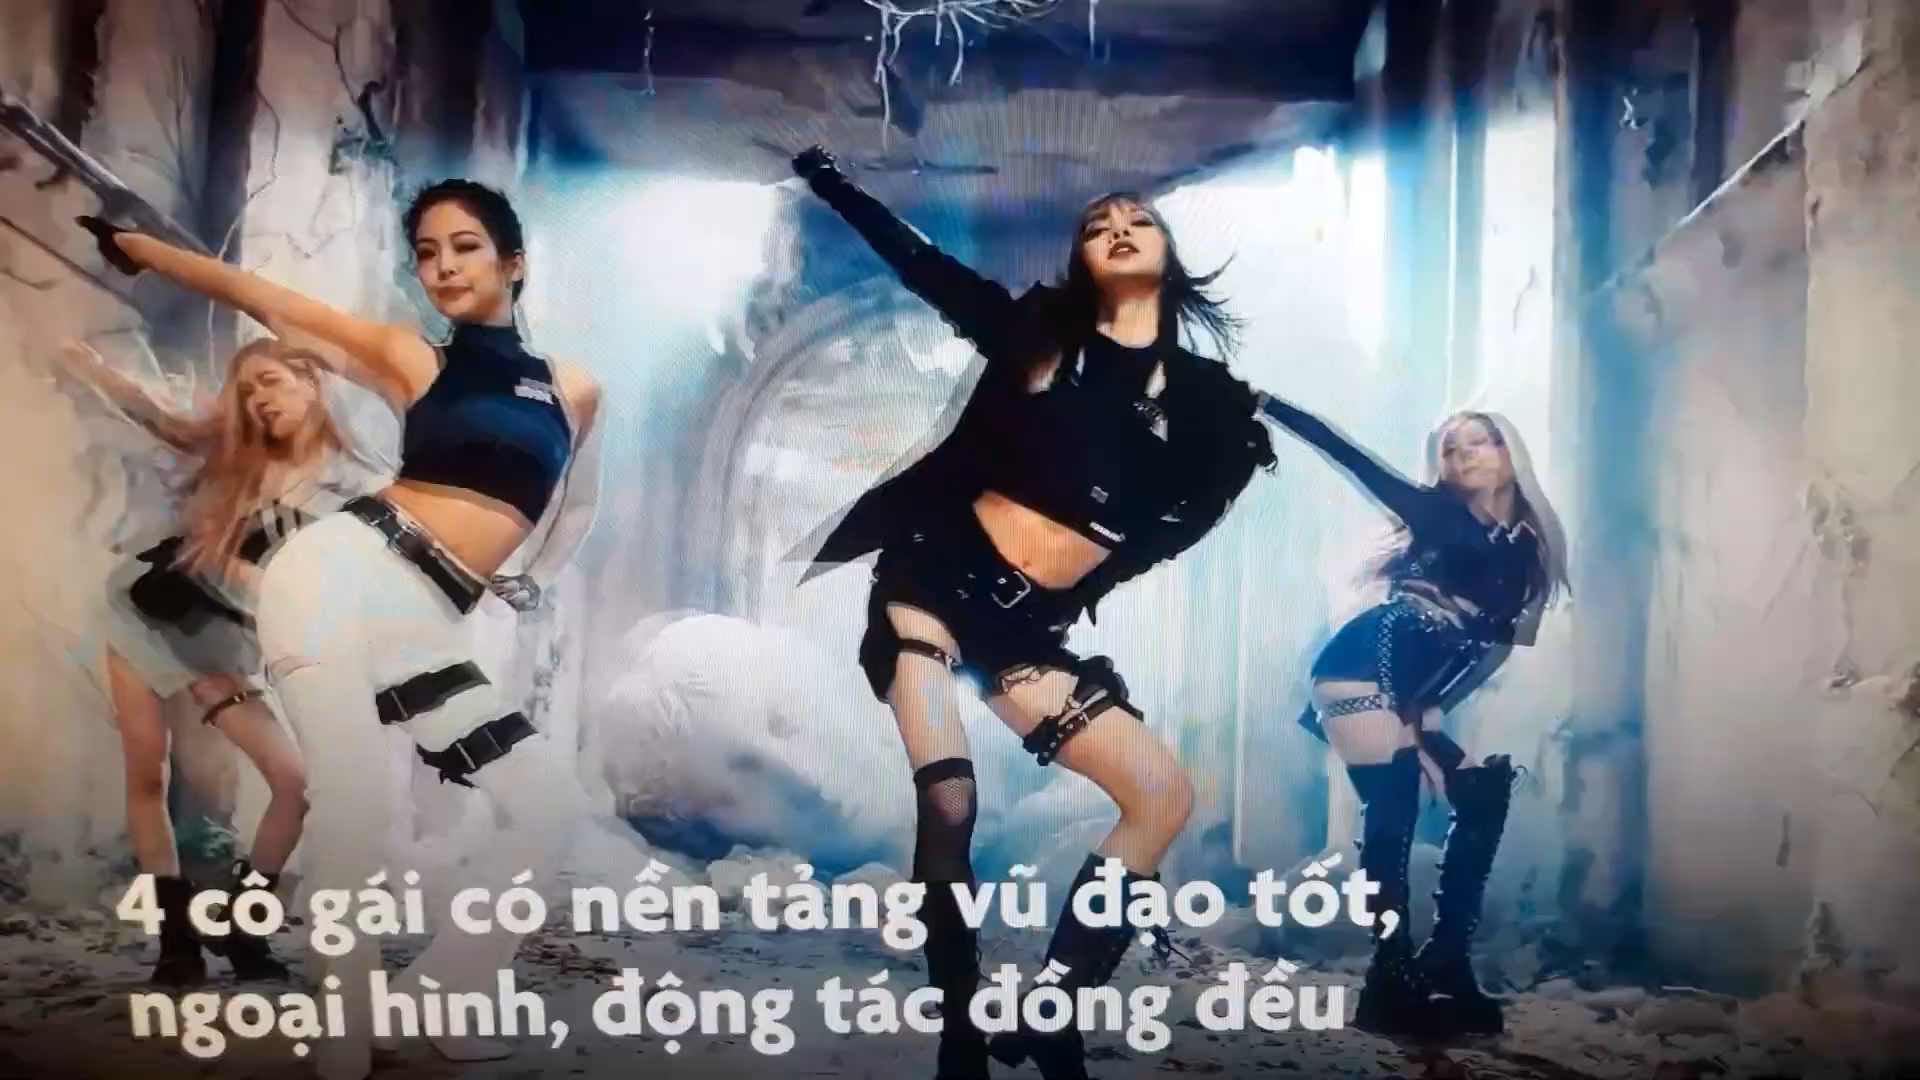 4 cô gái có nền tảng vũ đạo tốt,
ngoại hình, động tác đồng đều